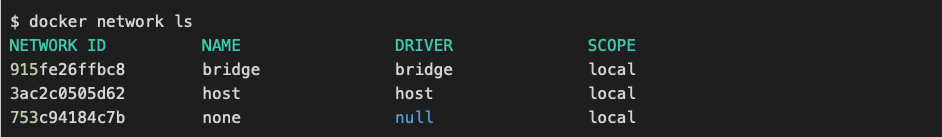 $ docker network ls
NETWORK ID          NAME                DRIVER              SCOPE
915fe26ffbc8        bridge              bridge              local
3ac2c0505d62        host                host                local
753c94184c7b        none                null                local